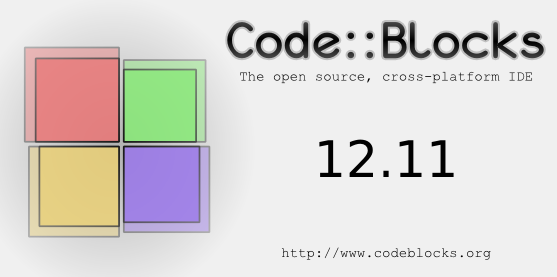 Code::Blocks
The open source, cross-platform IDE
12.11
http://www.codeblocks.org